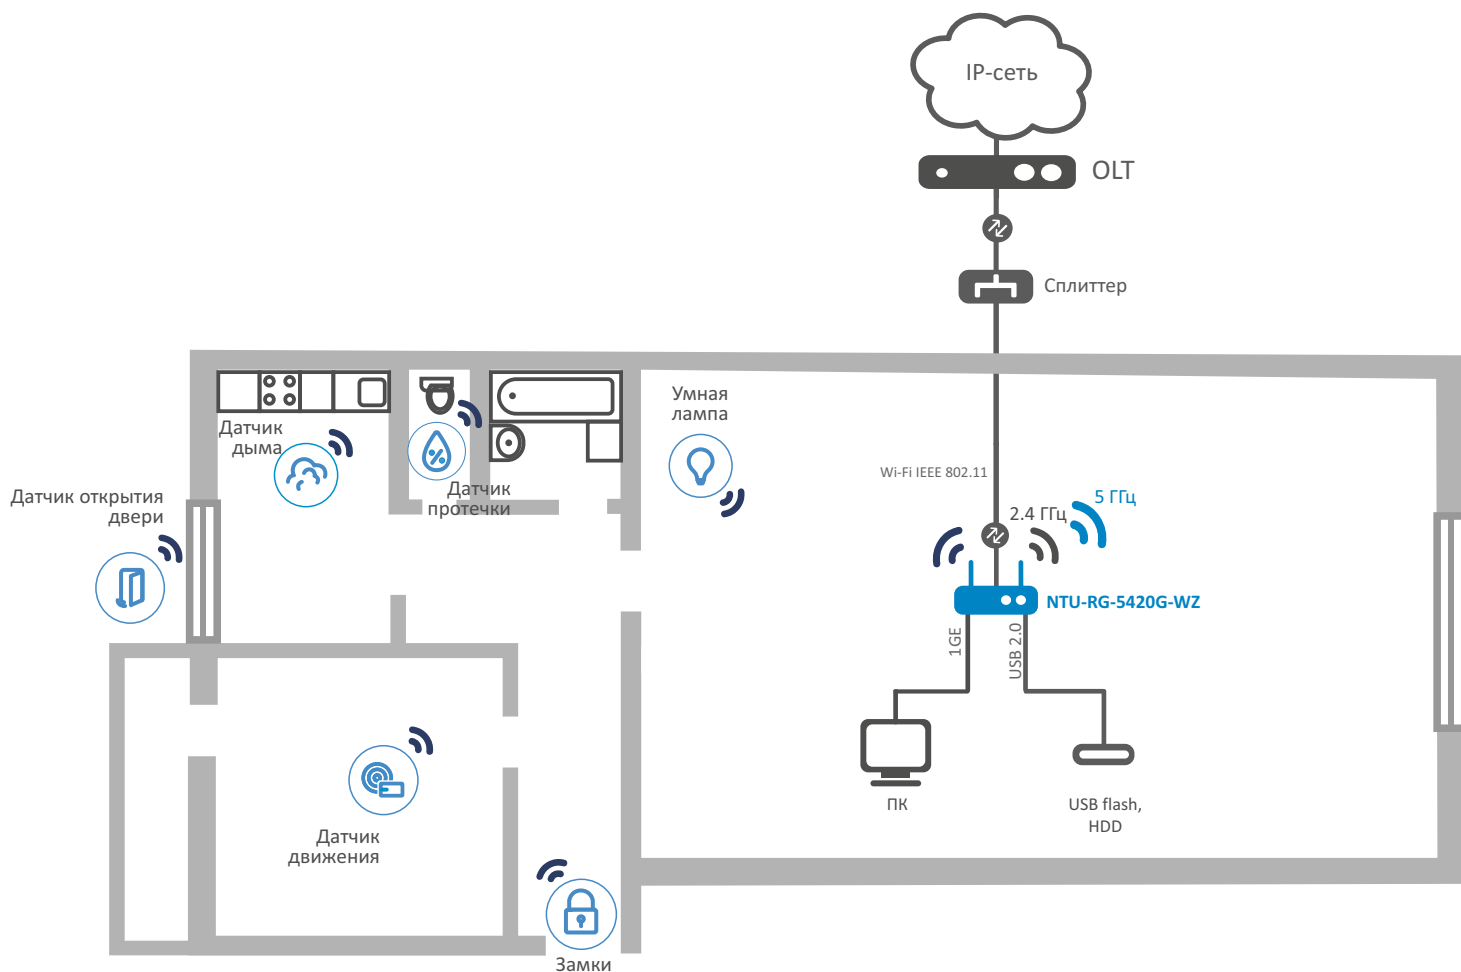 IP-сеть
OLT
Сплиттер
Умная
лампа
Датчик
дыма
Wi-Fi IEEE 802.11
Датчик
протечки
Датчик открытия
двери
5 ГГц
2.4 ГГц
NTU-RG-5420G-WZ
1GE
USB 2.0
ПК
USB flash,
HDD
Датчик
движения
Замки